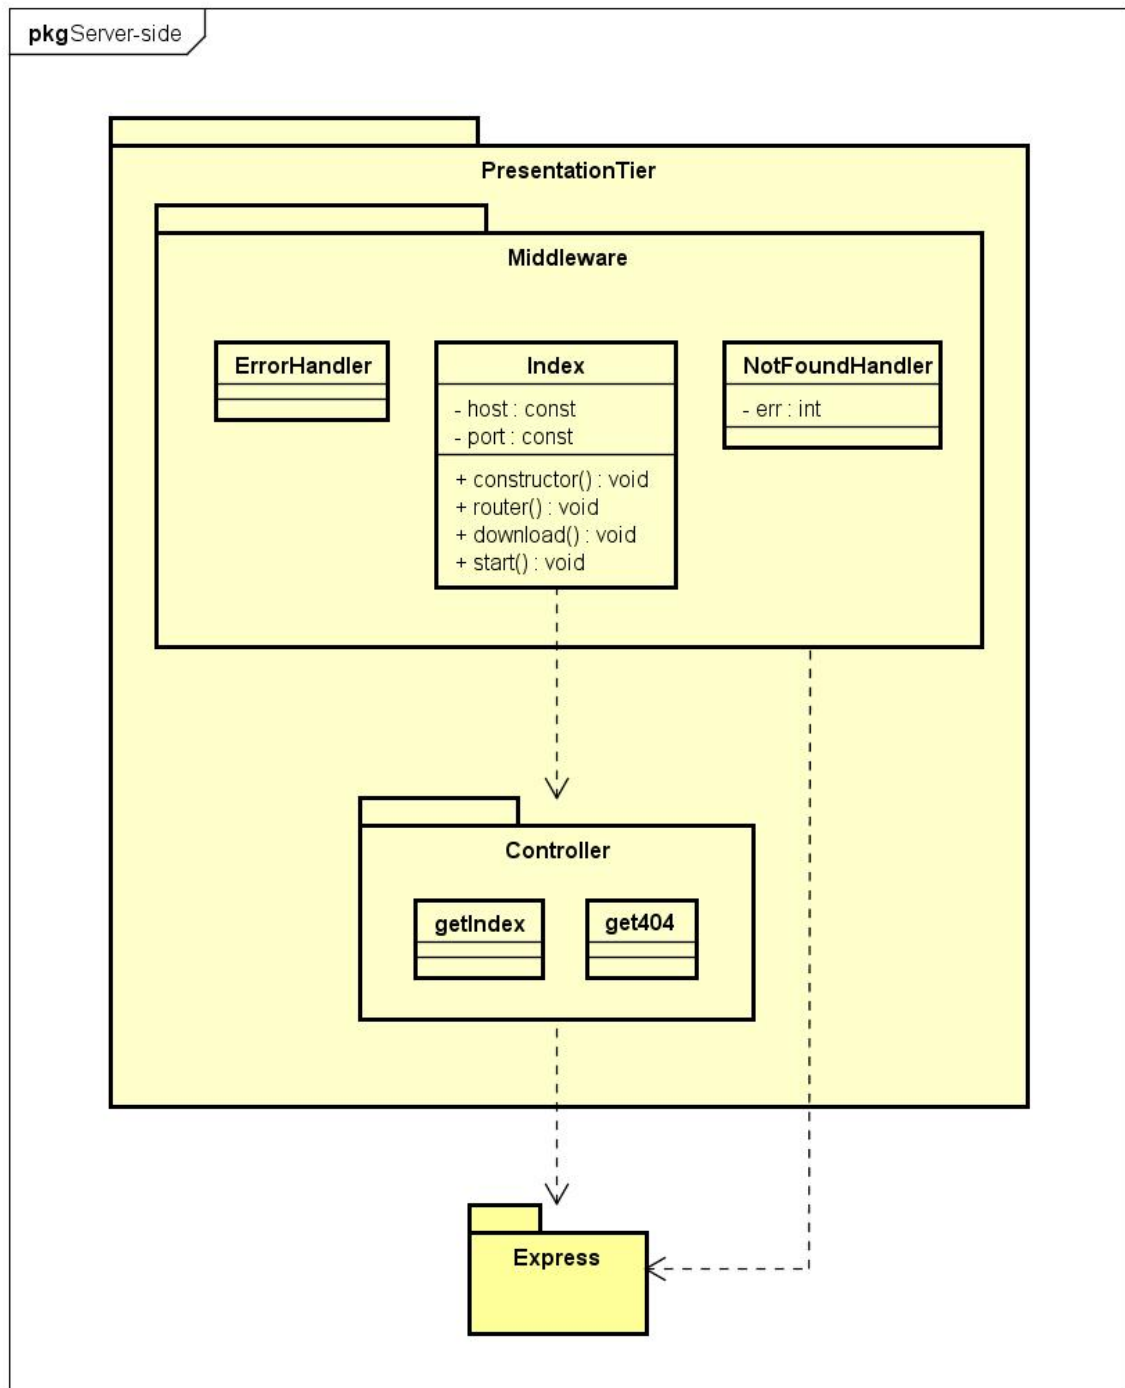 pkgServer-side
PresentationTier
Middleware
ErrorHandler
Index
- host : const
- port : const
+ constructor() : void
+ router() : void
+ download() : void
+ start() : void
NotFoundHandler
- err : int
Controller
getIndex
get404
Express